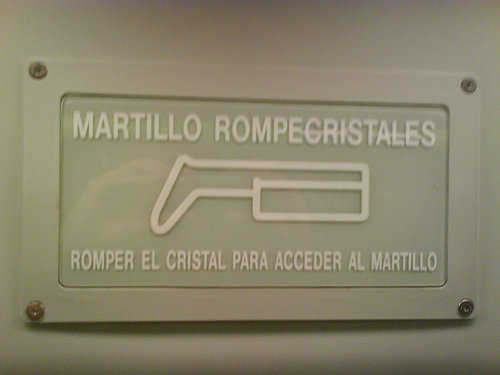 MARTILLO ROMPECRISTALES
ROMPER EL CRISTAL PARA ACCEDER AL MARTILLO